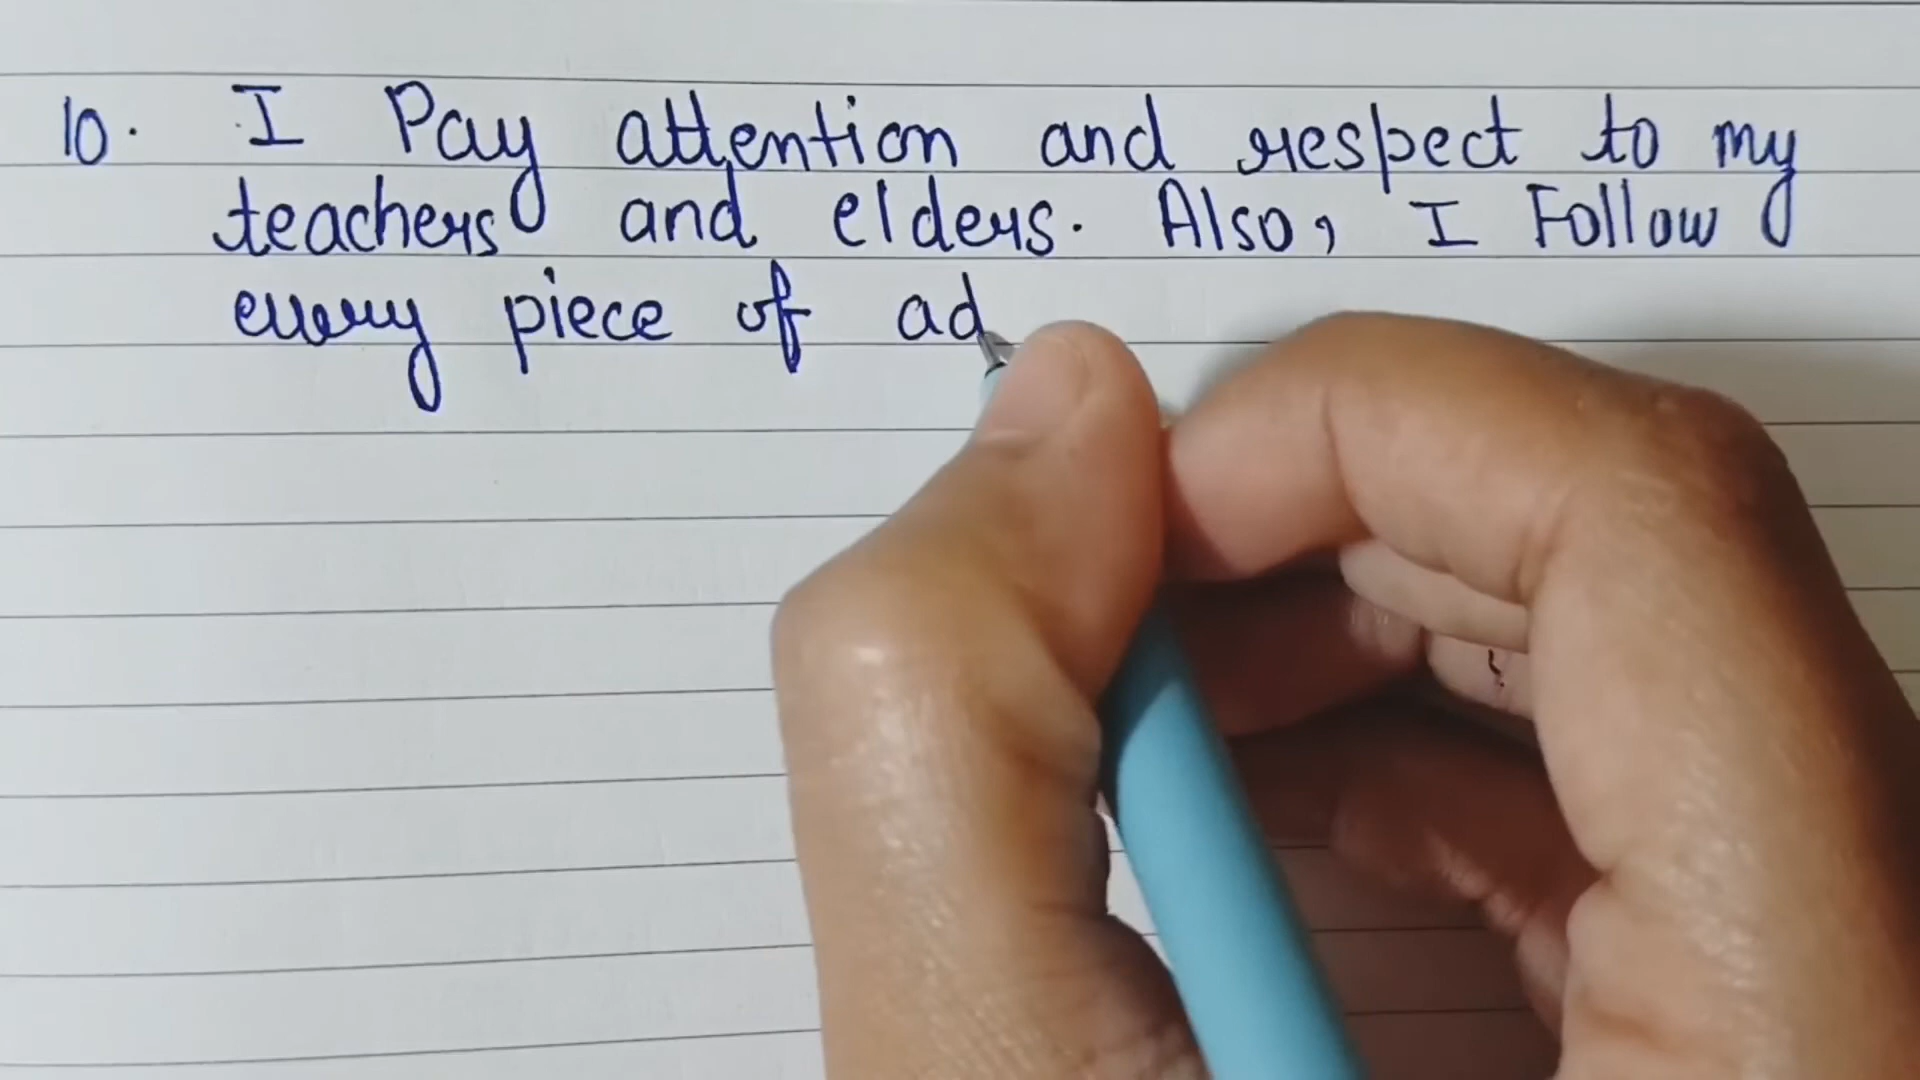 10. I Pay attention and respect to my
teachers and elders. Also, I Follow
every piece of ad